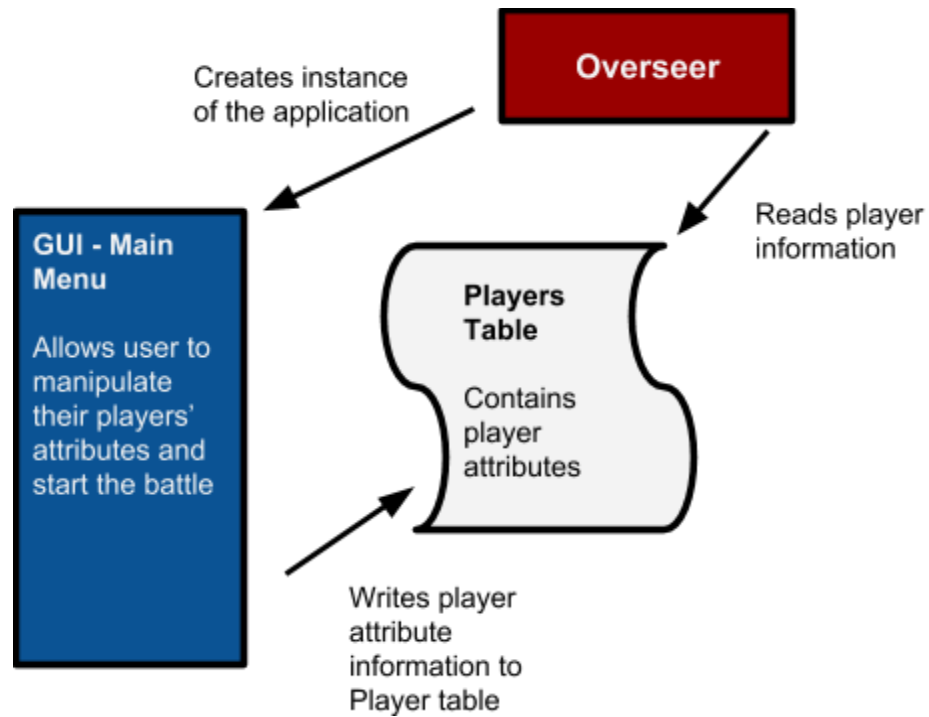 Overseer
Creates instance
of the application
Reads player
information
GUI - Main
Menu
Allows user to
manipulate
their players’
attributes and
start the battle
Players
Table
Contains
player
attributes
Writes player
attribute
information to
Player table